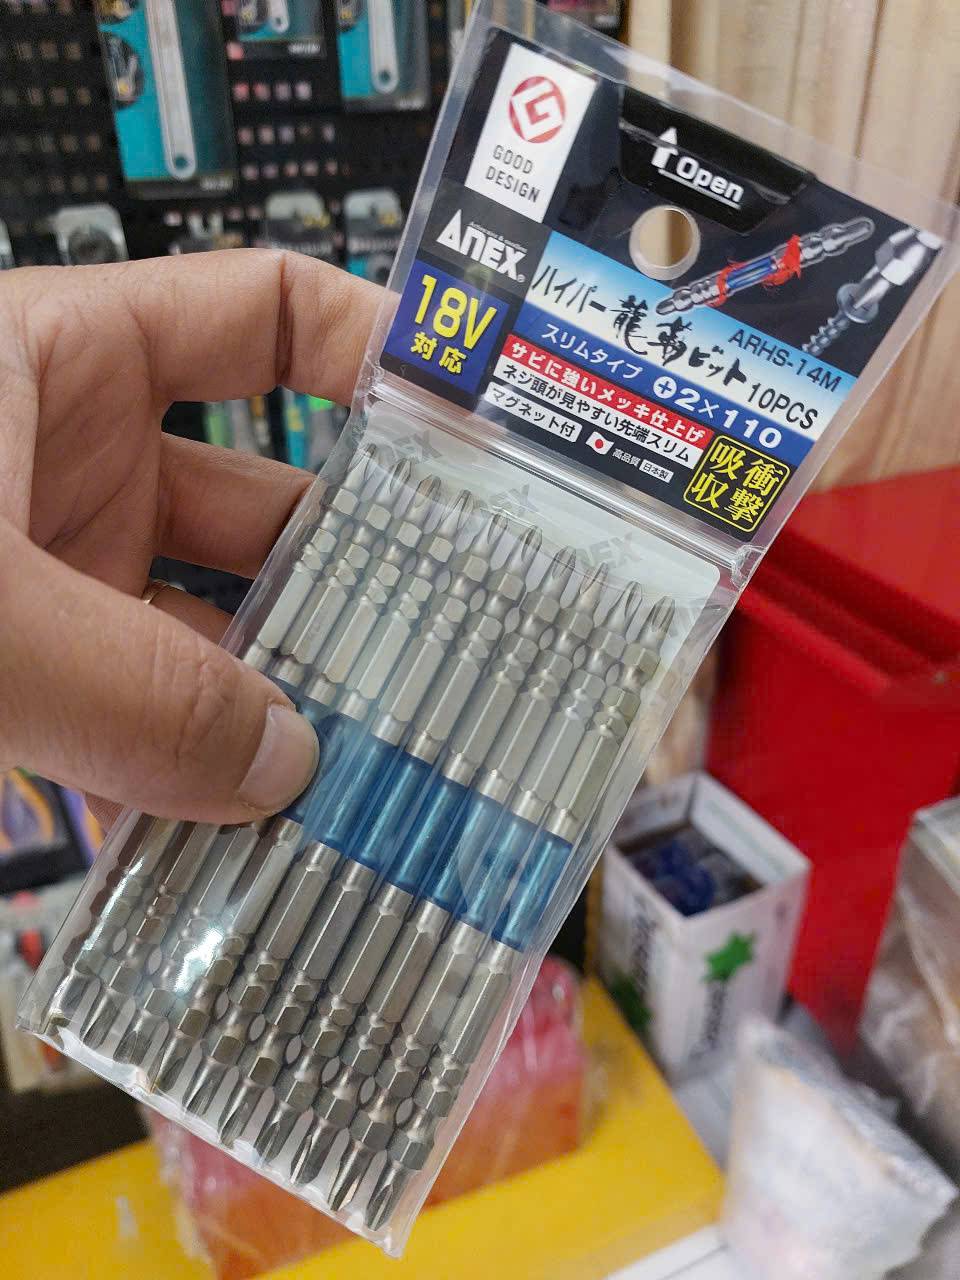 GOOD
DESIGN
Open
ANEX
18V
対応
ハイパー龍靭ビット
ARHS-14M
10PCS
スリムタイプ
+2×110
サビに強いメッキ仕上げ
ネジ頭が見やすい先端スリム
マグネット付
高品質 日本製
衝撃
吸収